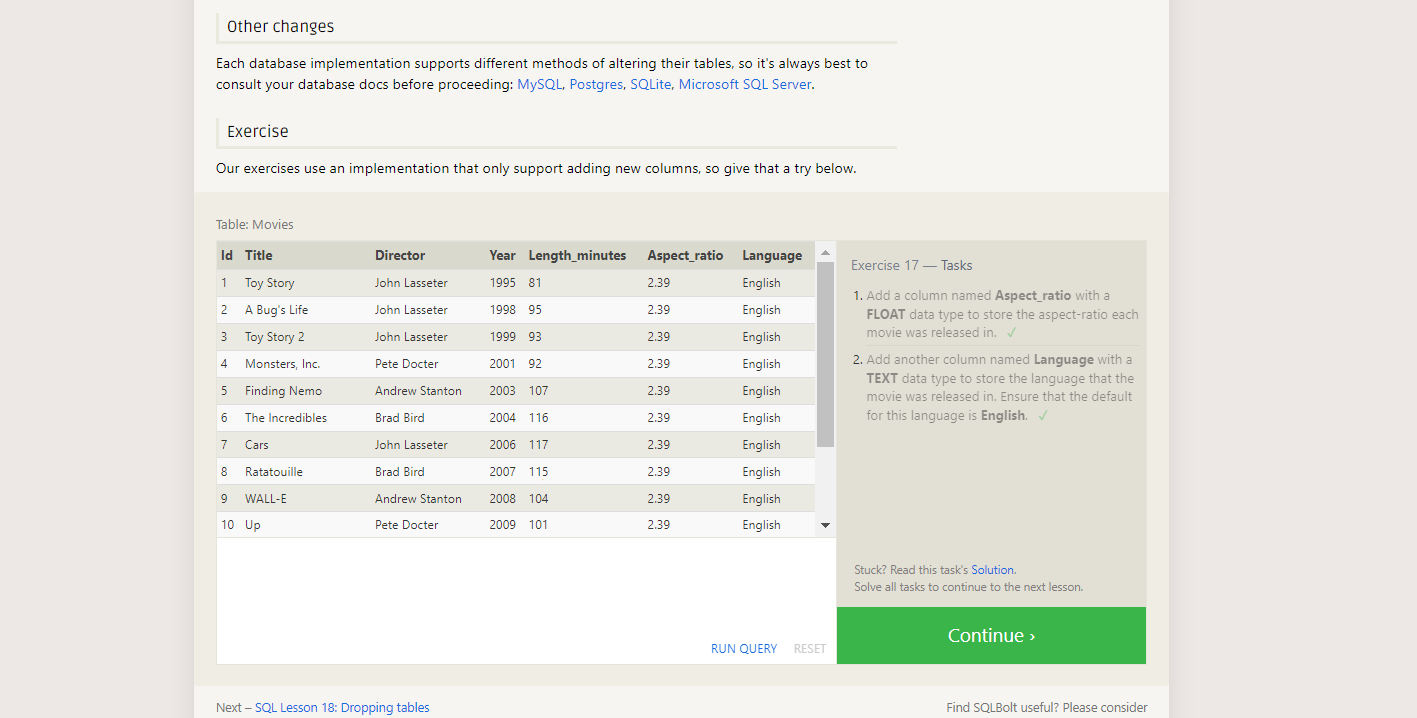 Other changes
Each database implementation supports different methods of altering their tables, so it's always best to
consult your database docs before proceeding: MySQL, Postgres, SQLite, Microsoft SQL Server.
Exercise
Our exercises use an implementation that only support adding new columns, so give that a try below.
Table: Movies
Id Title Director Year Length_minutes Aspect_ratio Language
1 Toy Story John Lasseter 1995 81 2.39 English
2 A Bug's Life John Lasseter 1998 95 2.39 English
3 Toy Story 2 John Lasseter 1999 93 2.39 English
4 Monsters, Inc. Pete Docter 2001 92 2.39 English
5 Finding Nemo Andrew Stanton 2003 107 2.39 English
6 The Incredibles Brad Bird 2004 116 2.39 English
7 Cars John Lasseter 2006 117 2.39 English
8 Ratatouille Brad Bird 2007 115 2.39 English
9 WALL-E Andrew Stanton 2008 104 2.39 English
10 Up Pete Docter 2009 101 2.39 English
RUN QUERY RESET
Exercise 17 — Tasks
1. Add a column named Aspect_ratio with a
FLOAT data type to store the aspect-ratio each
movie was released in. ✓
2. Add another column named Language with a
TEXT data type to store the language that the
movie was released in. Ensure that the default
for this language is English. ✓
Stuck? Read this task's Solution.
Solve all tasks to continue to the next lesson.
Continue ›
Next – SQL Lesson 18: Dropping tables
Find SQLBolt useful? Please consider